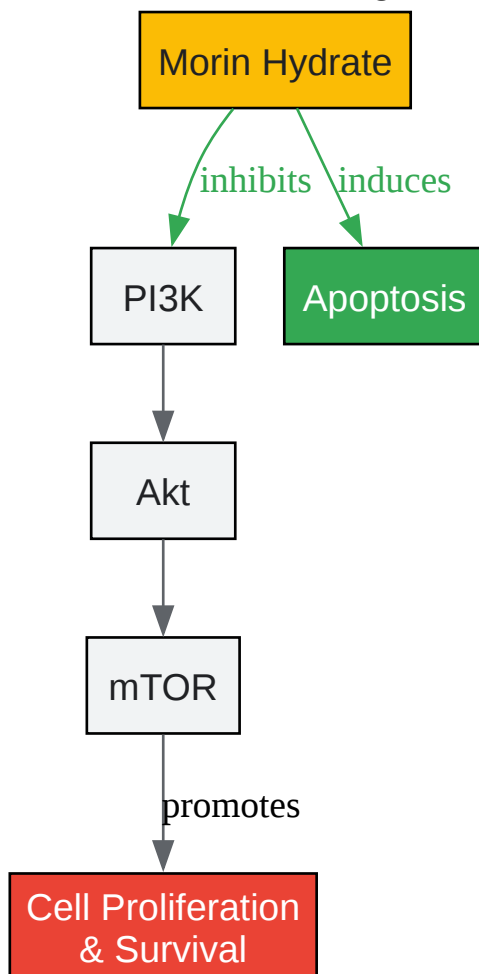 Morin Hydrate
inhibits
induces
PI3K
Apoptosis
Akt
mTOR
promotes
Cell Proliferation
& Survival